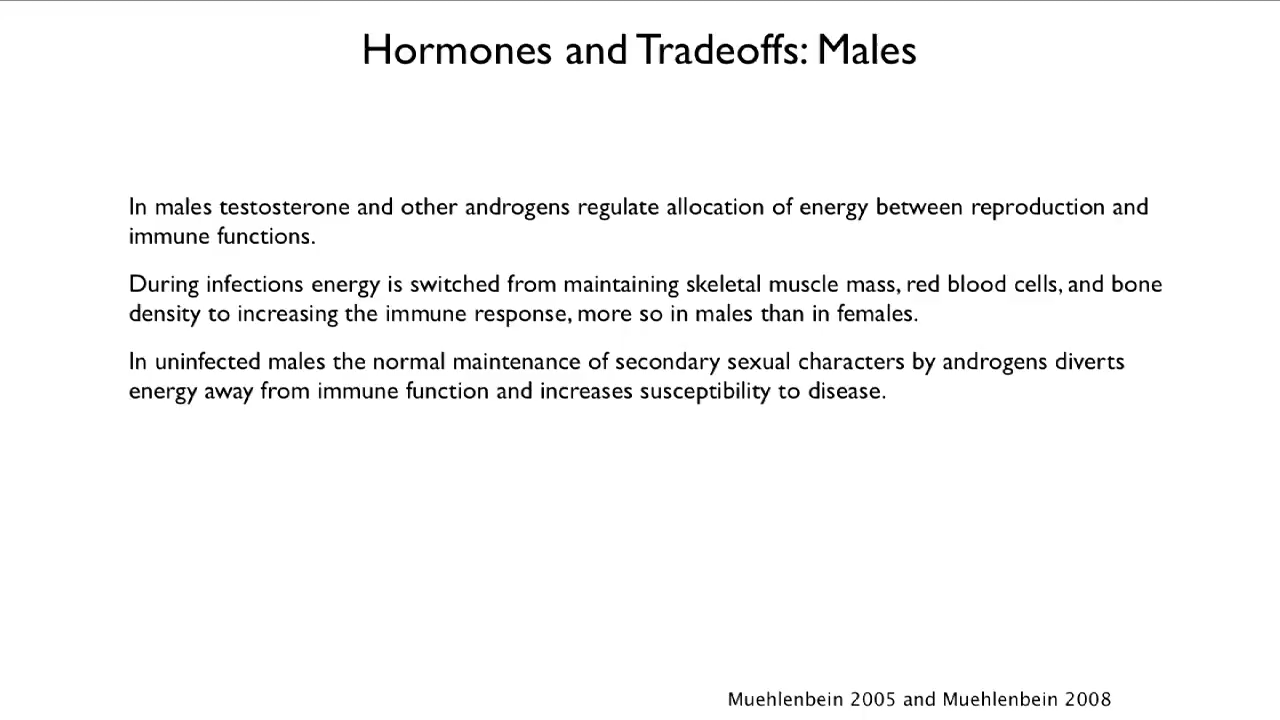 Hormones and Tradeoffs: Males
In males testosterone and other androgens regulate allocation of energy between reproduction and
immune functions.
During infections energy is switched from maintaining skeletal muscle mass, red blood cells, and bone
density to increasing the immune response, more so in males than in females.
In uninfected males the normal maintenance of secondary sexual characters by androgens diverts
energy away from immune function and increases susceptibility to disease.
Muehlenbein 2005 and Muehlenbein 2008